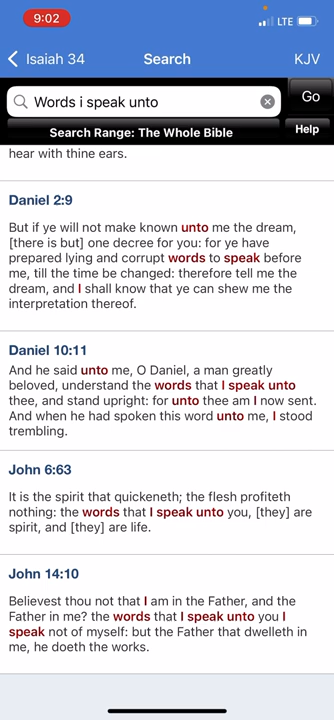 9:02
LTE
Isaiah 34
Search
KJV
Words i speak unto
Go
Search Range: The Whole Bible
Help
hear with thine ears.
Daniel 2:9
But if ye will not make known unto me the dream,
[there is but] one decree for you: for ye have
prepared lying and corrupt words to speak before
me, till the time be changed: therefore tell me the
dream, and I shall know that ye can shew me the
interpretation thereof.
Daniel 10:11
And he said unto me, O Daniel, a man greatly
beloved, understand the words that I speak unto
thee, and stand upright: for unto thee am I now sent.
And when he had spoken this word unto me, I stood
trembling.
John 6:63
It is the spirit that quickeneth; the flesh profiteth
nothing: the words that I speak unto you, [they] are
spirit, and [they] are life.
John 14:10
Believest thou not that I am in the Father, and the
Father in me? the words that I speak unto you I
speak not of myself: but the Father that dwelleth in
me, he doeth the works.